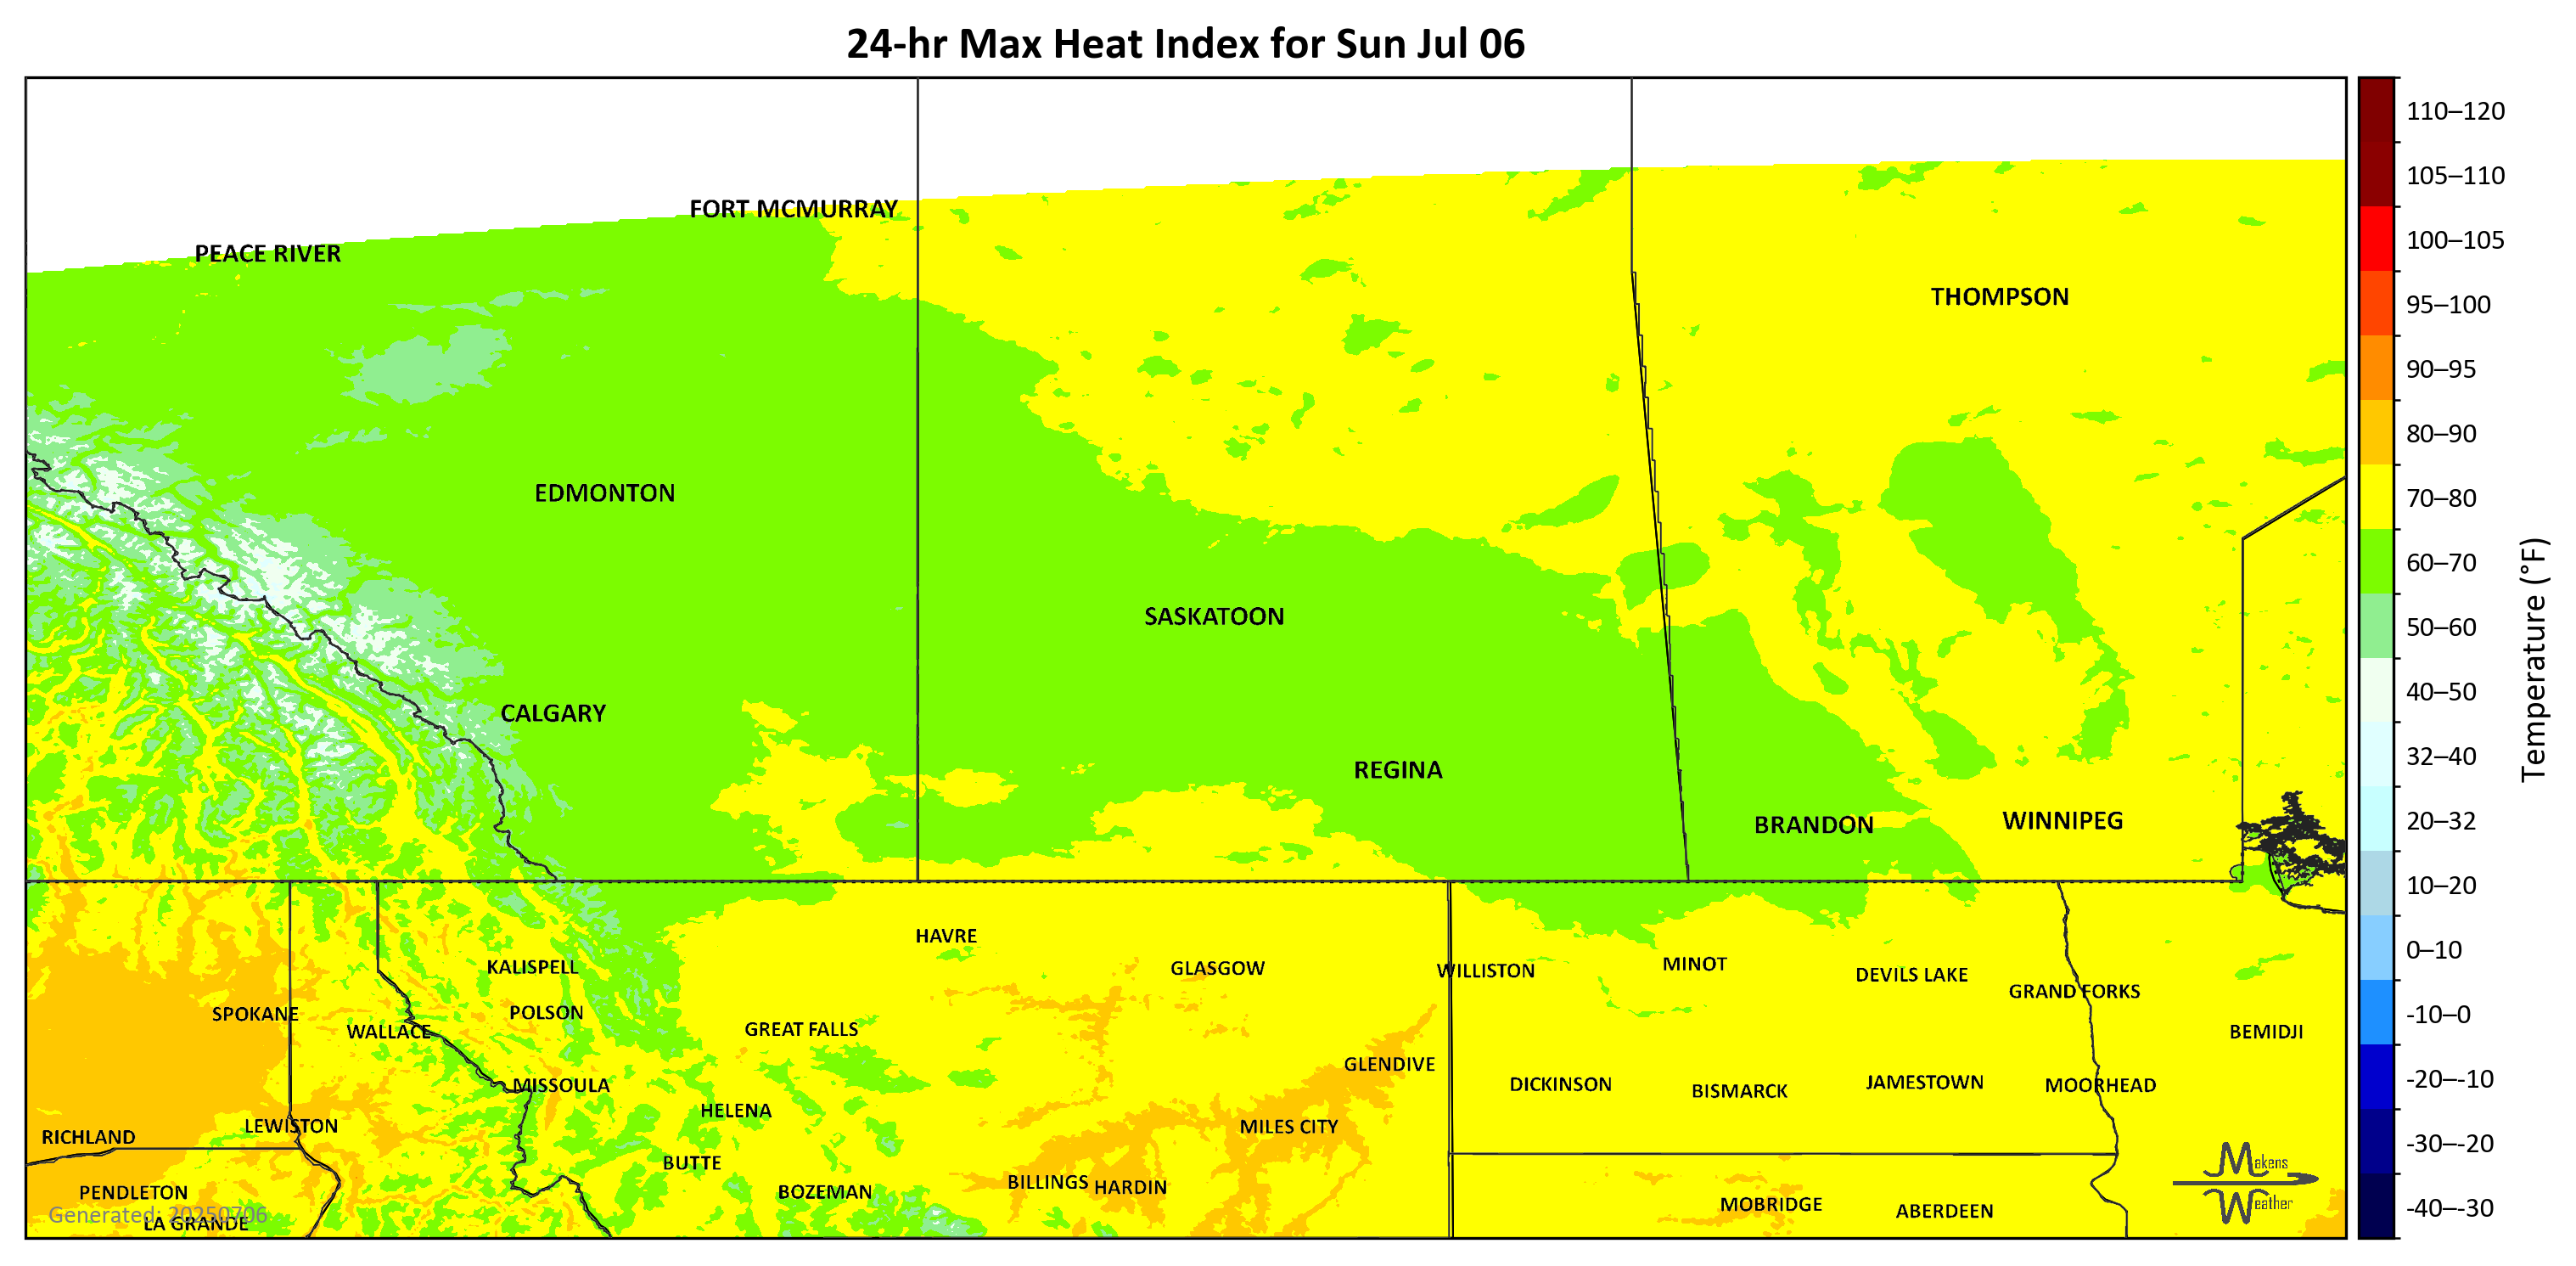 24-hr Max Heat Index for Sun Jul 06
110–120
105–110
100–105
95–100
90–95
80–90
70–80
60–70
50–60
40–50
32–40
20–32
10–20
0–10
-10–0
-20–-10
-30–-20
-40–-30
Temperature (°F)
FORT MCMURRAY
PEACE RIVER
THOMPSON
EDMONTON
SASKATOON
CALGARY
REGINA
BRANDON
WINNIPEG
HAVRE
KALISPELL
GLASGOW
WILLISTON
MINOT
DEVILS LAKE
GRAND FORKS
SPOKANE
POLSON
WALLACE
GREAT FALLS
BEMIDJI
GLENDIVE
MISSOULA
DICKINSON
BISMARCK
JAMESTOWN
MOORHEAD
HELENA
LEWISTON
MILES CITY
RICHLAND
BUTTE
PENDLETON
BOZEMAN
BILLINGS
HARDIN
MOBRIDGE
ABERDEEN
LA GRANDE
Generated: 20250706
Makens
Weather